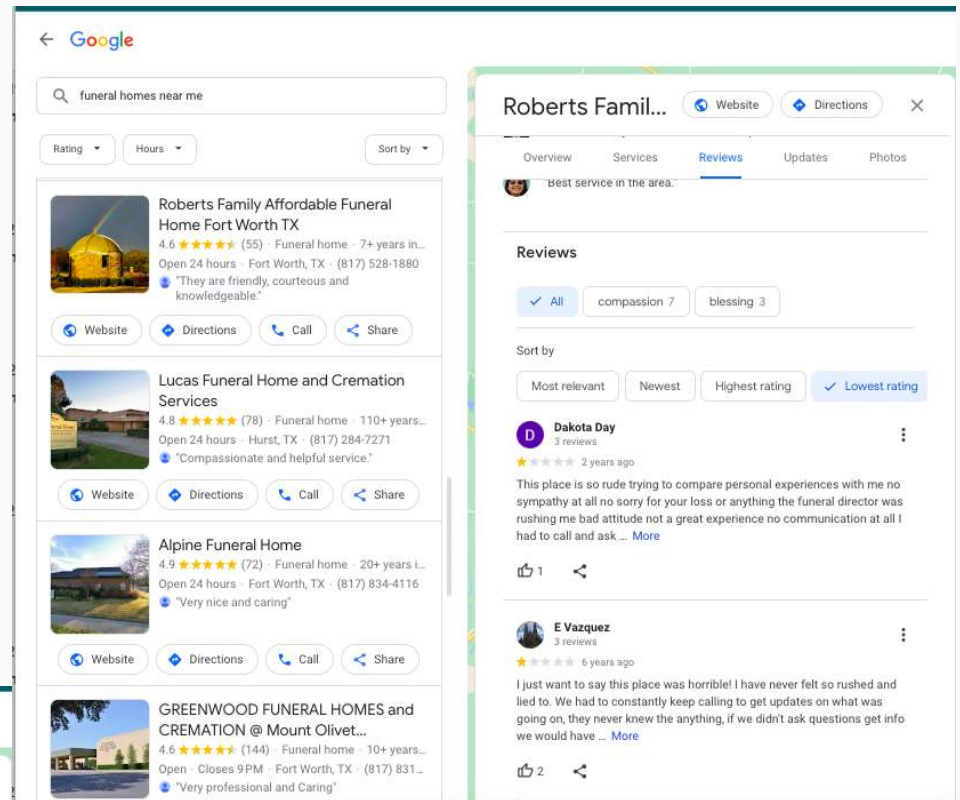 Google
funeral homes near me
Rating
Hours
Sort by
Roberts Family Affordable Funeral
Home Fort Worth TX
4.6 (55) · Funeral home · 7+ years in...
Open 24 hours · Fort Worth, TX · (817) 528-1880
"They are friendly, courteous and
knowledgeable."
Website Directions Call Share
Lucas Funeral Home and Cremation
Services
4.8 (78) · Funeral home · 110+ years...
Open 24 hours · Hurst, TX · (817) 284-7271
"Compassionate and helpful service."
Website Directions Call Share
Alpine Funeral Home
4.9 (72) · Funeral home · 20+ years i...
Open 24 hours · Fort Worth, TX · (817) 834-4116
"Very nice and caring"
Website Directions Call Share
GREENWOOD FUNERAL HOMES and
CREMATION @ Mount Olivet...
4.6 (144) · Funeral home · 10+ years...
Open · Closes 9 PM · Fort Worth, TX · (817) 831...
"Very professional and Caring"
Roberts Famil... Website Directions
Overview Services Reviews Updates Photos
"Best service in the area."
Reviews
All compassion 7 blessing 3
Sort by
Most relevant Newest Highest rating Lowest rating
D Dakota Day
3 reviews
2 years ago
This place is so rude trying to compare personal experiences with me no
sympathy at all no sorry for your loss or anything the funeral director was
rushing me bad attitude not a great experience no communication at all I
had to call and ask ... More
1
E Vazquez
3 reviews
6 years ago
I just want to say this place was horrible! I have never felt so rushed and
lied to. We had to constantly keep calling to get updates on what was
going on, they never knew the anything, if we didn't ask questions get info
we would have ... More
2